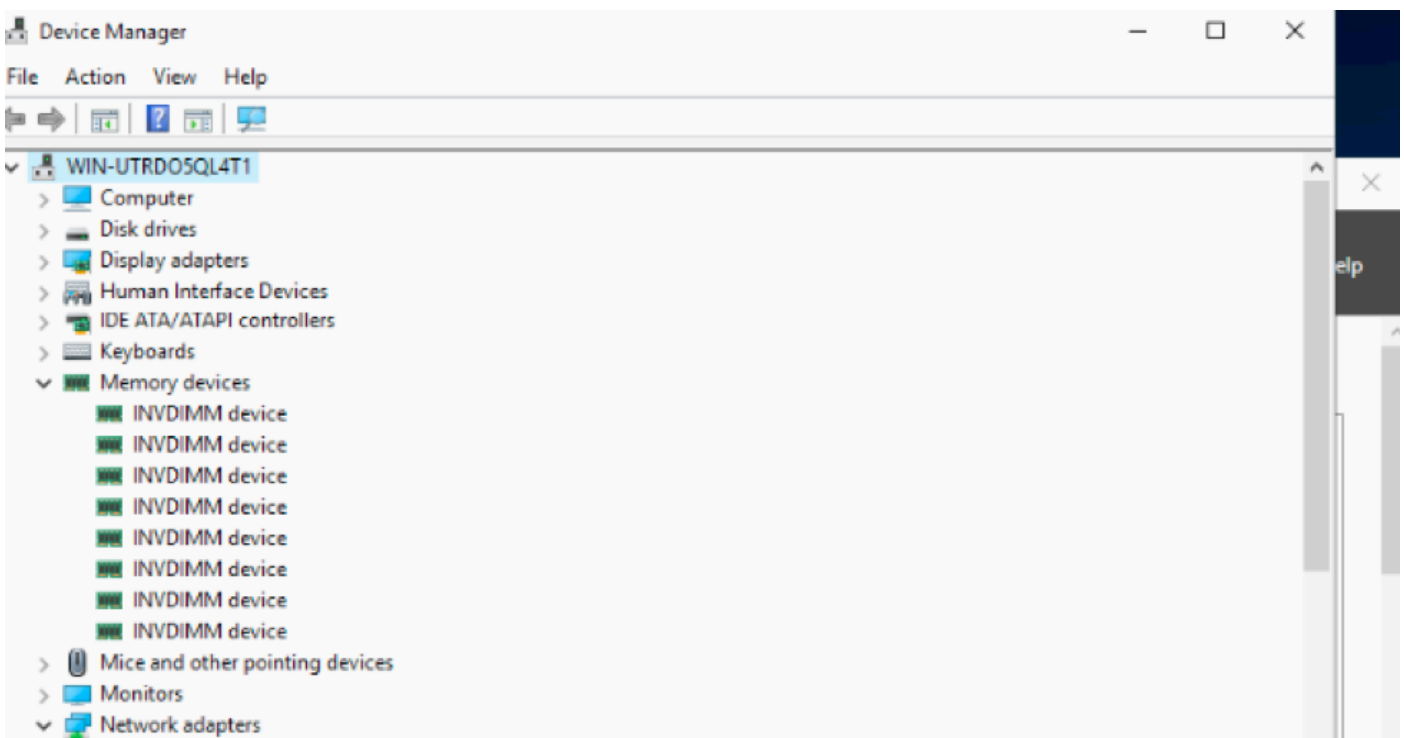 Device Manager
File Action View Help
WIN-UTRDO5QL4T1
Computer
Disk drives
Display adapters
Human Interface Devices
IDE ATA/ATAPI controllers
Keyboards
Memory devices
INVDIMM device
INVDIMM device
INVDIMM device
INVDIMM device
INVDIMM device
INVDIMM device
INVDIMM device
INVDIMM device
Mice and other pointing devices
Monitors
Network adapters
elp